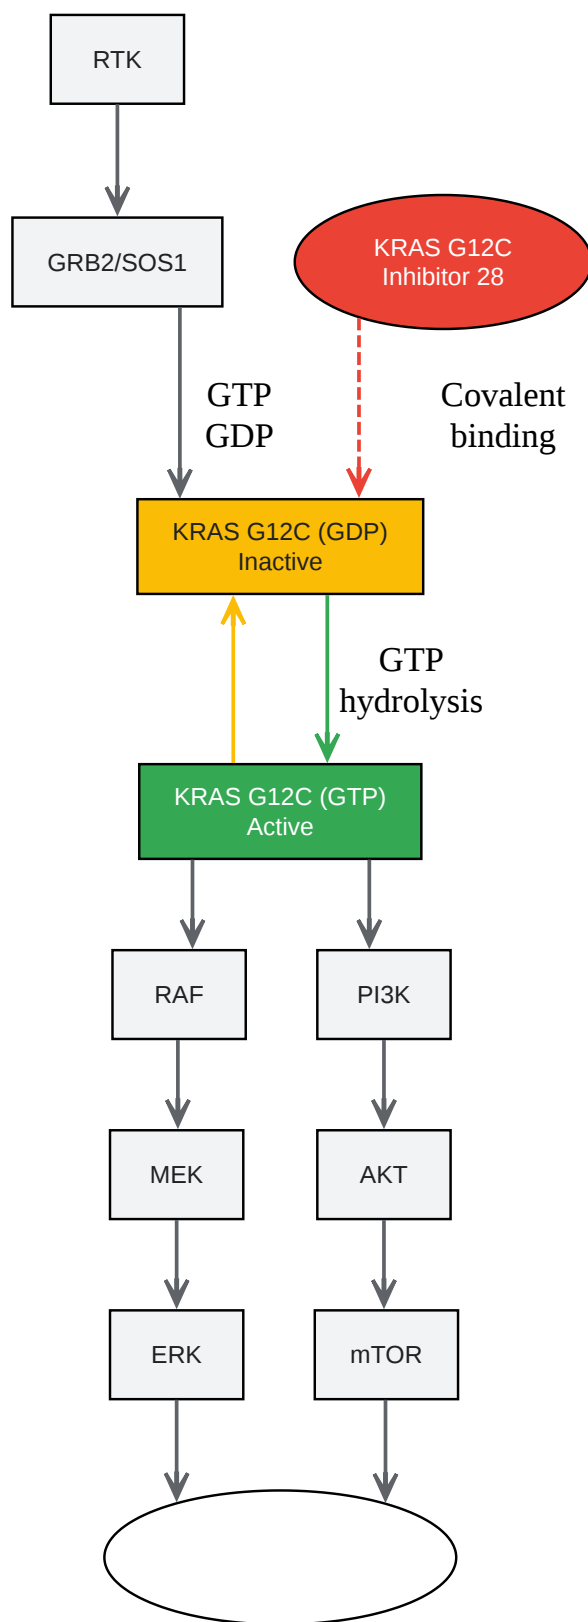 RTK
GRB2/SOS1
KRAS G12C
Inhibitor 28
GTP
GDP
Covalent
binding
KRAS G12C (GDP)
Inactive
GTP
hydrolysis
KRAS G12C (GTP)
Active
RAF
PI3K
MEK
AKT
ERK
mTOR